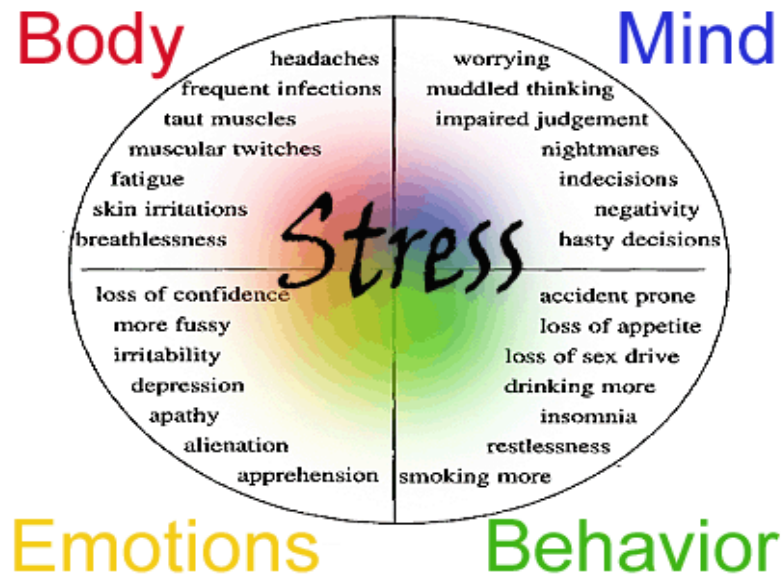 Body
Mind
headaches
frequent infections
taut muscles
muscular twitches
fatigue
skin irritations
breathlessness
worrying
muddled thinking
impaired judgement
nightmares
indecisions
negativity
hasty decisions
Stress
loss of confidence
more fussy
irritability
depression
apathy
alienation
apprehension
accident prone
loss of appetite
loss of sex drive
drinking more
insomnia
restlessness
smoking more
Emotions
Behavior